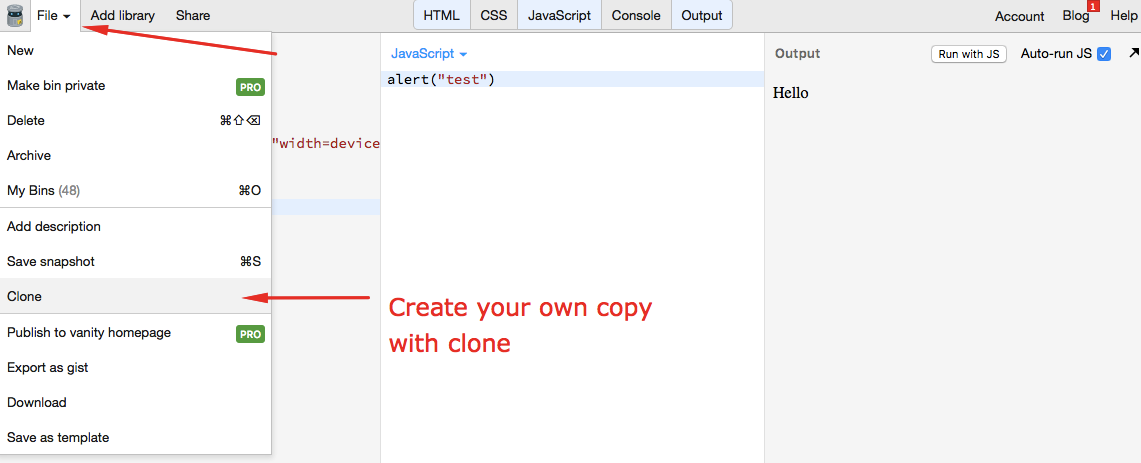 File Add library Share HTML CSS JavaScript Console Output Account Blog 1 Help
New
Make bin private PRO
Delete ⌘⇧⌫
Archive
My Bins (48) ⌘O
Add description
Save snapshot ⌘S
Clone
Publish to vanity homepage PRO
Export as gist
Download
Save as template
"width=device
JavaScript
alert("test")
Create your own copy
with clone
Output Run with JS Auto-run JS
Hello